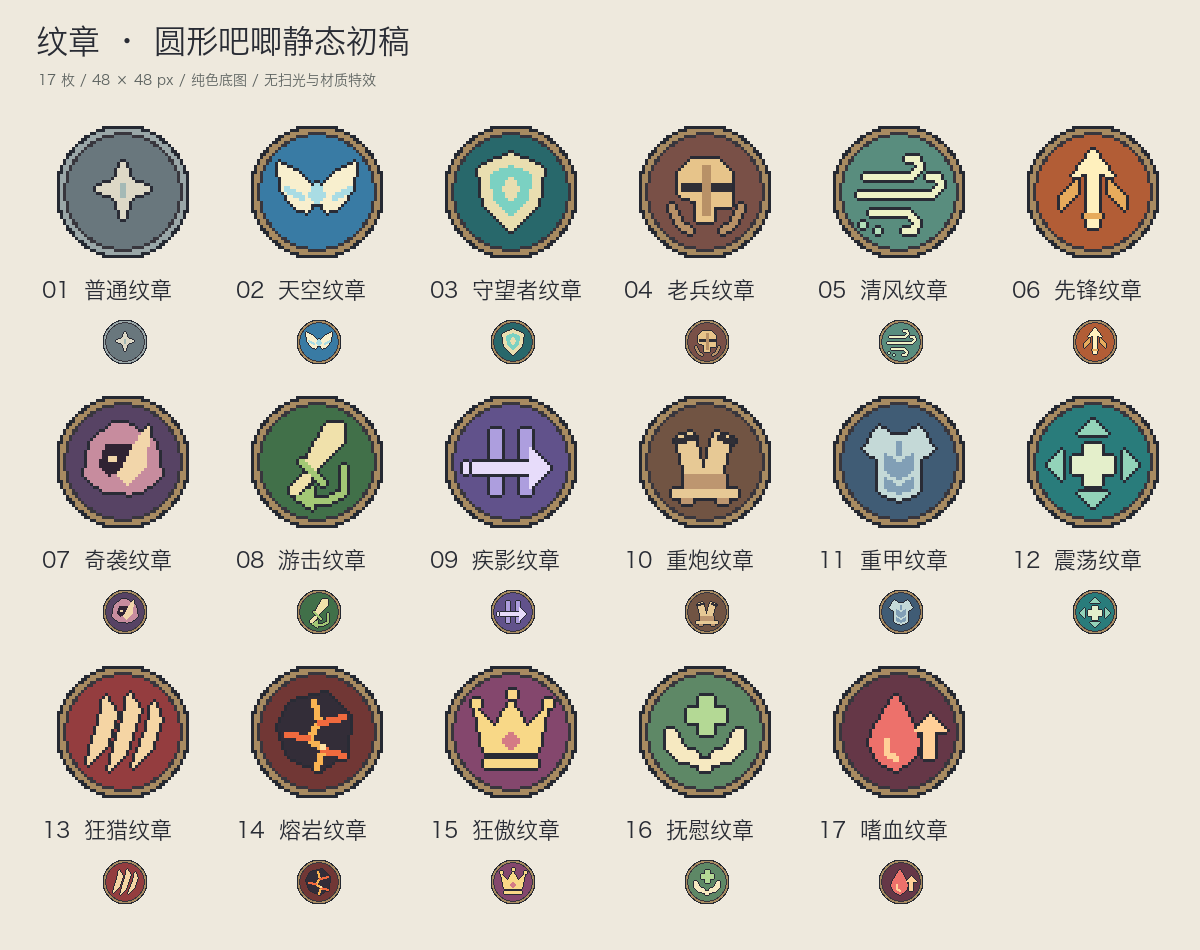 纹章 · 圆形吧唧静态初稿
17 枚 / 48 × 48 px / 纯色底图 / 无扫光与材质特效
01 普通纹章
02 天空纹章
03 守望者纹章
04 老兵纹章
05 清风纹章
06 先锋纹章
07 奇袭纹章
08 游击纹章
09 疾影纹章
10 重炮纹章
11 重甲纹章
12 震荡纹章
13 狂猎纹章
14 熔岩纹章
15 狂傲纹章
16 抚慰纹章
17 嗜血纹章